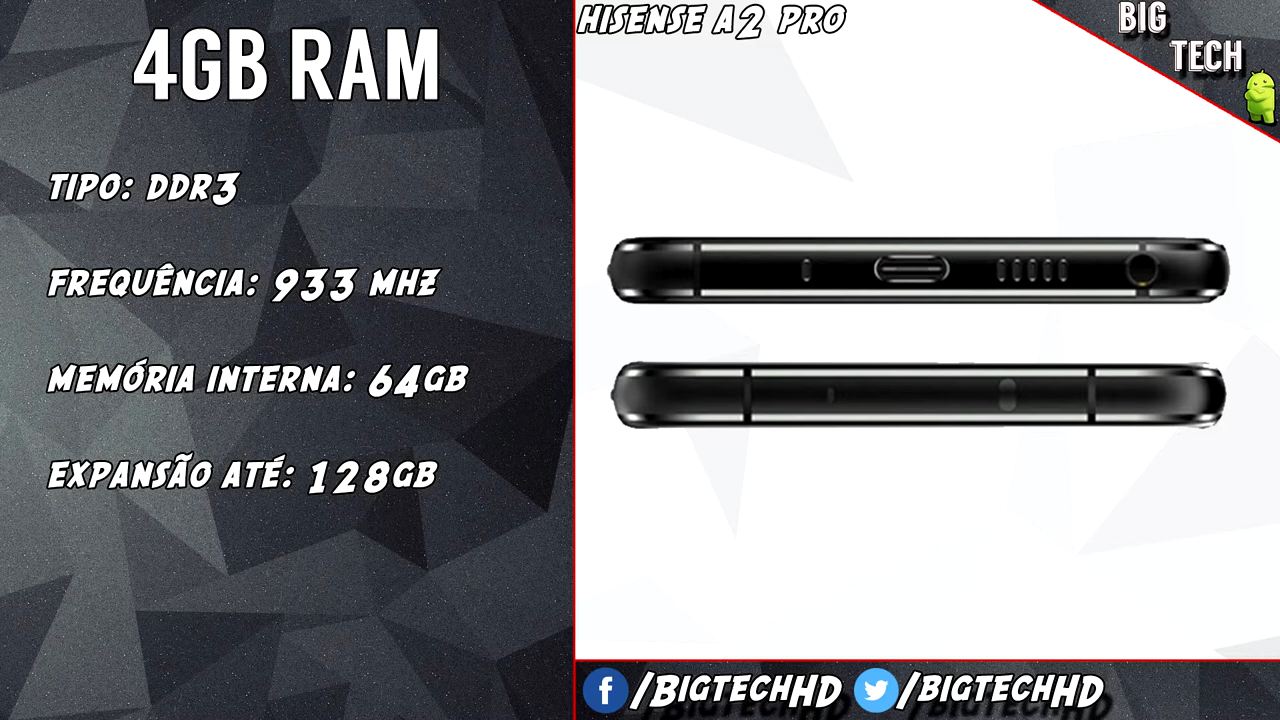 4GB RAM
TIPO: DDR3
FREQUÊNCIA: 933 MHZ
MEMÓRIA INTERNA: 64GB
EXPANSÃO ATÉ: 128GB
HISENSE A2 PRO
BIG
TECH
/BIGTECHHD
/BIGTECHHD